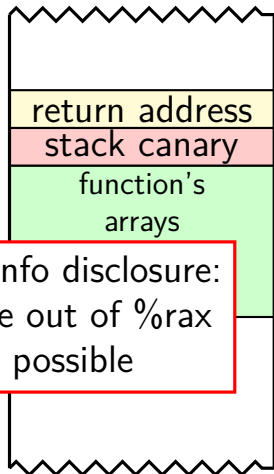 return address
stack canary
function's
arrays
info disclosure:
e out of %rax
possible